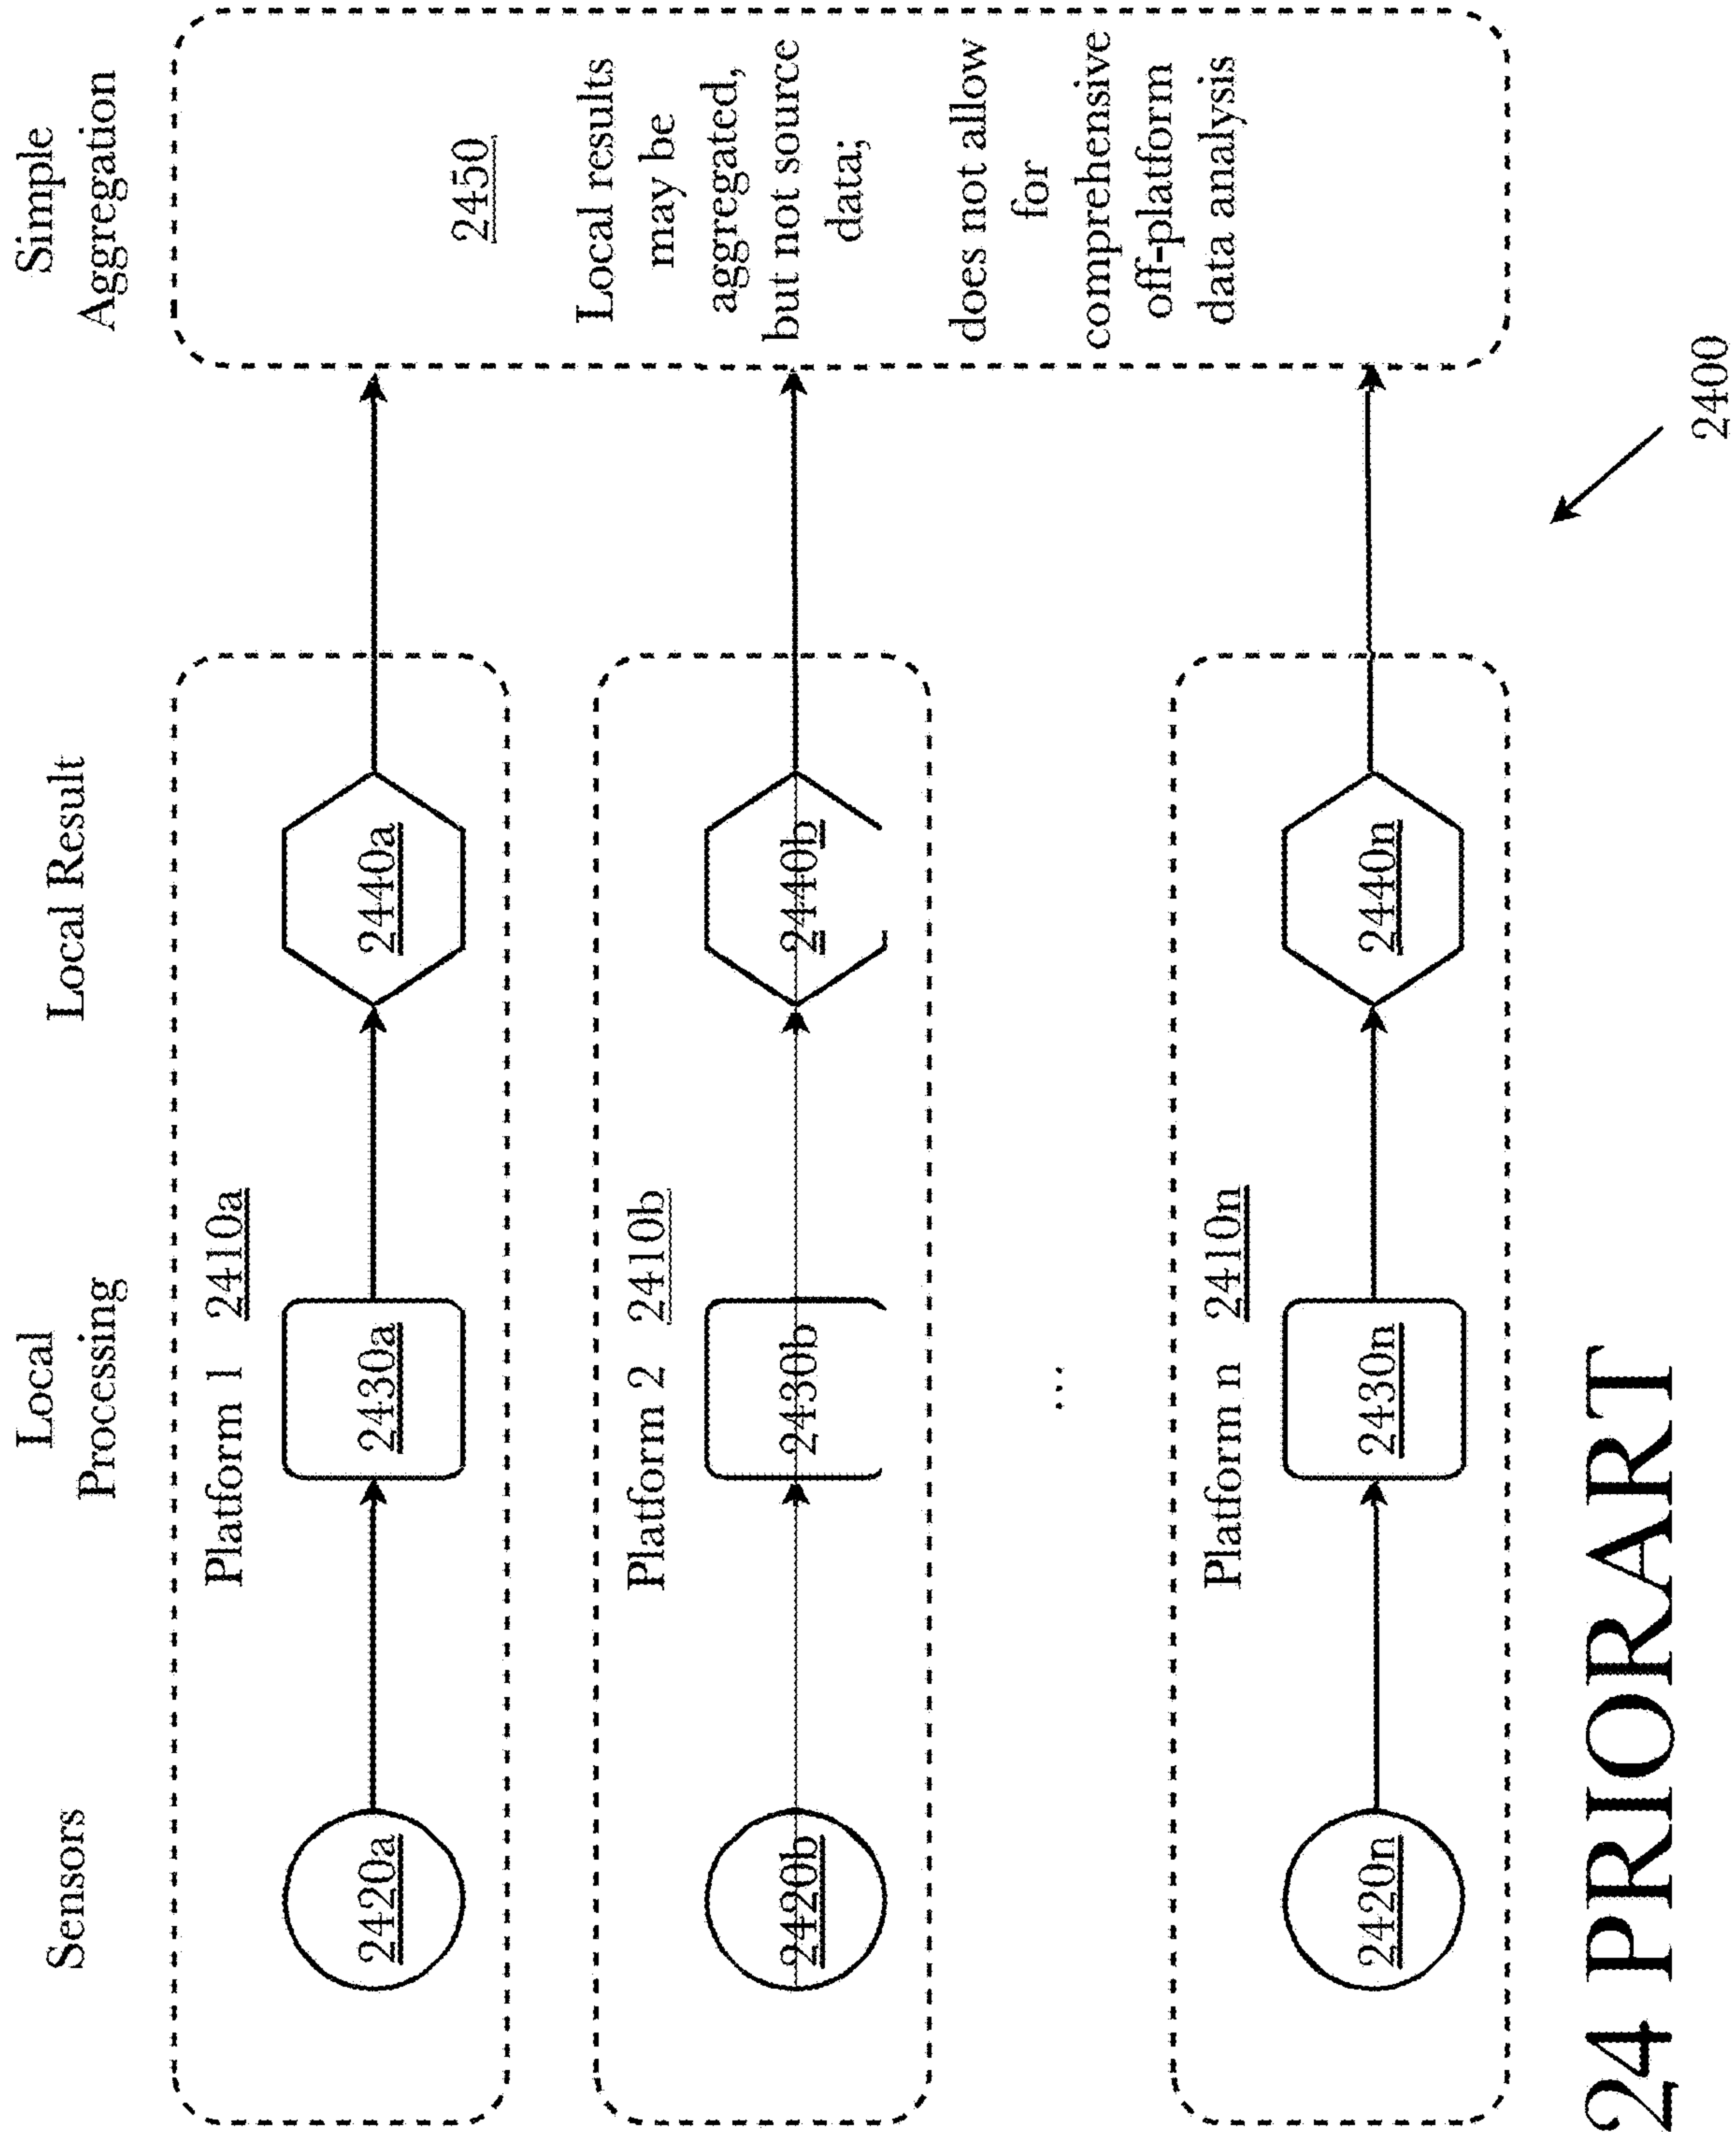 Sensors
Local
Processing
Local Result
Simple
Aggregation
Platform 1 2410a
2420a
2430a
2440a
Platform 2 2410b
2420b
2430b
2440b
...
Platform n 2410n
2420n
2430n
2440n
2450
Local results
may be
aggregated,
but not source
data;
does not allow
for
comprehensive
off-platform
data analysis
2400
24 PRIORART